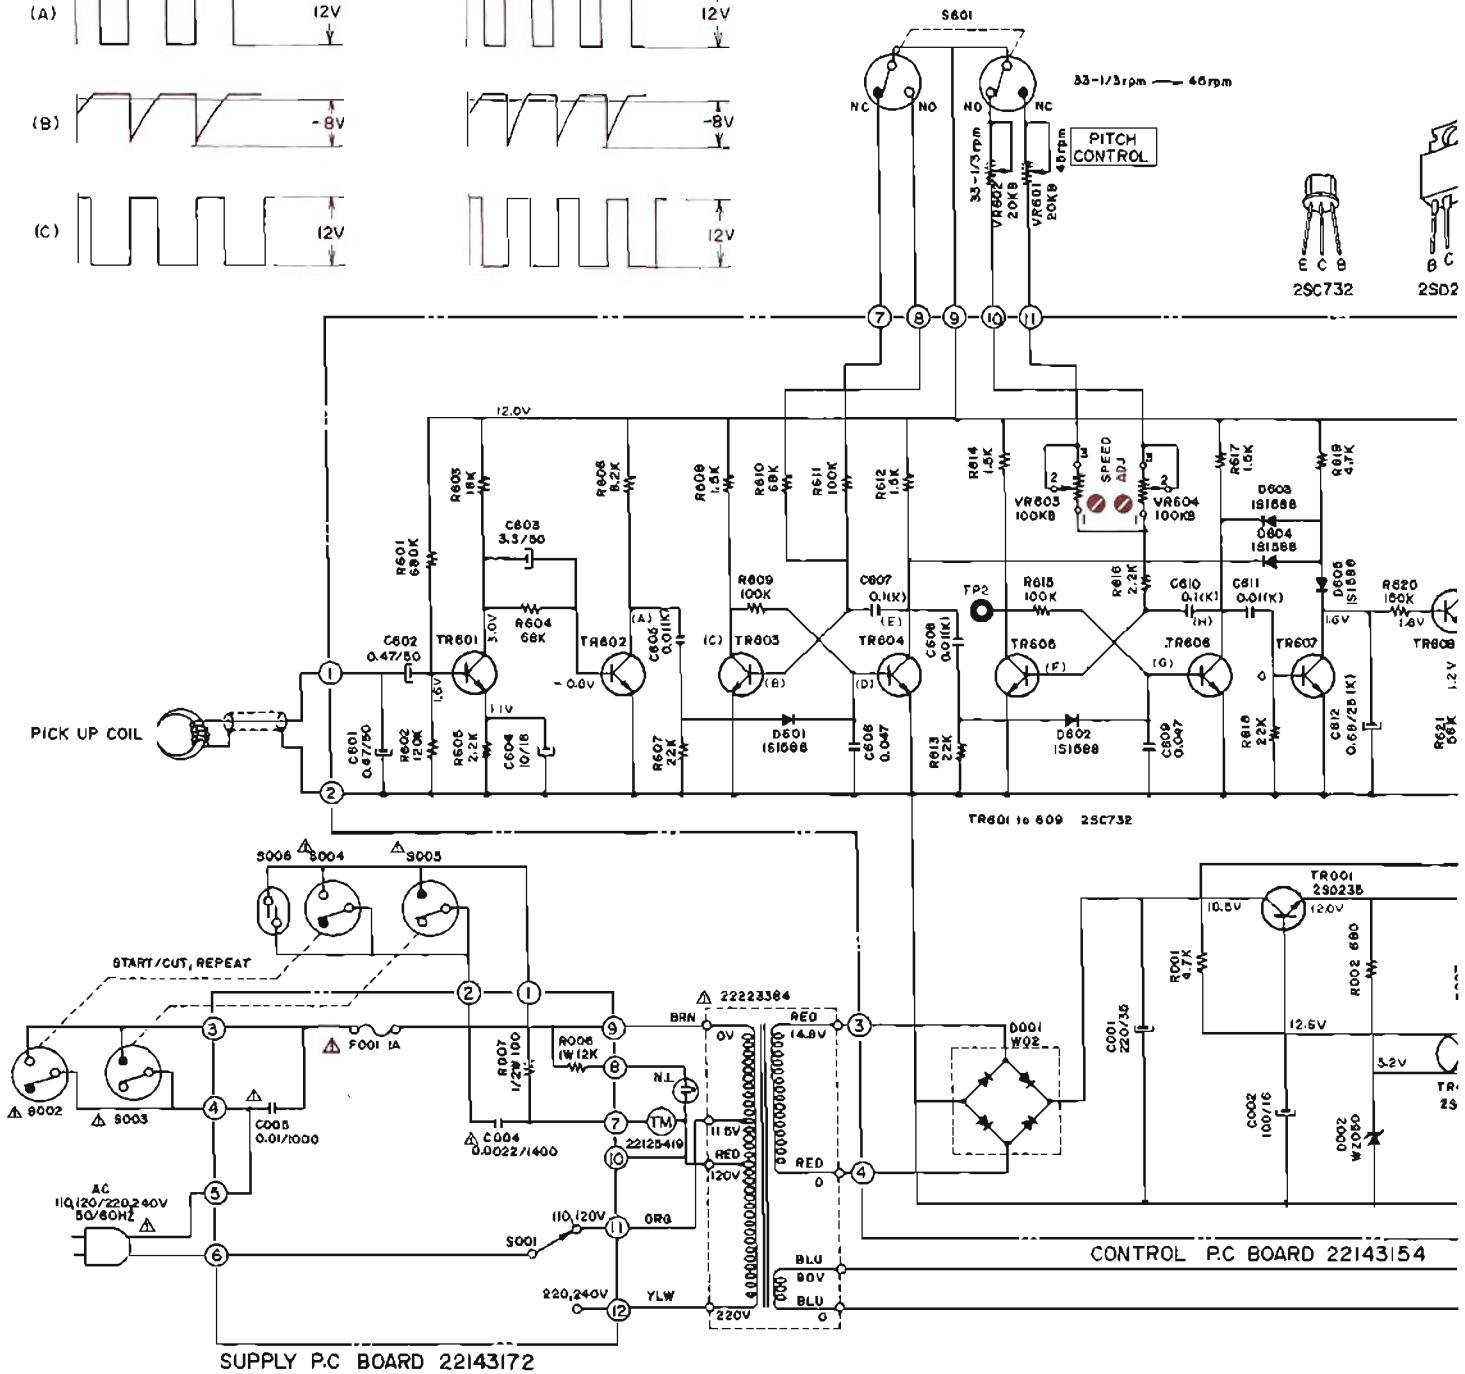 (A)
12V
12V
(B)
-8V
-8V
(C)
12V
12V
S601
NC
NO
NO
NC
33-1/3rpm — 45rpm
PITCH
CONTROL
33-1/3rpm
VR602
20KB
VR601
20KB
45rpm
E C B
2SC732
B C
2SD2
7
8
9
10
11
12.0V
R601
680K
R603
18K
C603
3.3/50
R604
68K
R606
8.2K
R608
1.5K
R610
68K
R611
100K
R612
1.5K
R614
1.5K
SPEED
ADJ
3
2
1
3
2
1
VR603
100KB
VR604
100KB
R617
1.5K
R619
4.7K
D603
1S1588
D604
1S1588
D605
1S1588
R620
150K
1.6V
1.6V
C602
0.47/50
TR601
3.0V
1.6V
1.1V
TR602
-0.8V
(A)
C605
0.01(K)
(C)
R609
100K
TR603
(B)
C607
0.1(K)
(E)
TR604
(D)
C608
0.01(K)
TP2
R615
100K
TR605
(F)
R616
2.2K
C610
0.1(K)
(H)
C611
0.01(K)
(G)
TR606
TR607
0
TR608
1.2V
1
2
PICK UP COIL
C601
0.47/50
R602
120K
R605
2.2K
C604
10/16
R607
22K
D601
1S1588
C606
0.047
R613
22K
D602
1S1588
C609
0.047
R618
22K
C612
0.68/25(K)
R621
56K
TR601 to 609 2SC732
S006
S004
S005
START/CUT, REPEAT
2
1
3
4
5
6
S002
S003
F001 1A
C005
0.01/1000
R007
1/2W 100
R006
1W 12K
C004
0.0022/1400
9
8
7
10
11
12
N.T
TM
22125419
22223384
BRN
0V
115V
RED
120V
ORG
YLW
220V
RED
14.8V
RED
0
BLU
90V
BLU
0
3
4
D001
W02
AC
110,120/220,240V
50/60HZ
S001
110,120V
220,240V
C001
220/35
R001
4.7K
TR001
2SD235
12.0V
R002 680
12.6V
5.2V
C002
100/16
D002
WZ050
CONTROL P.C BOARD 22143154
SUPPLY P.C BOARD 22143172